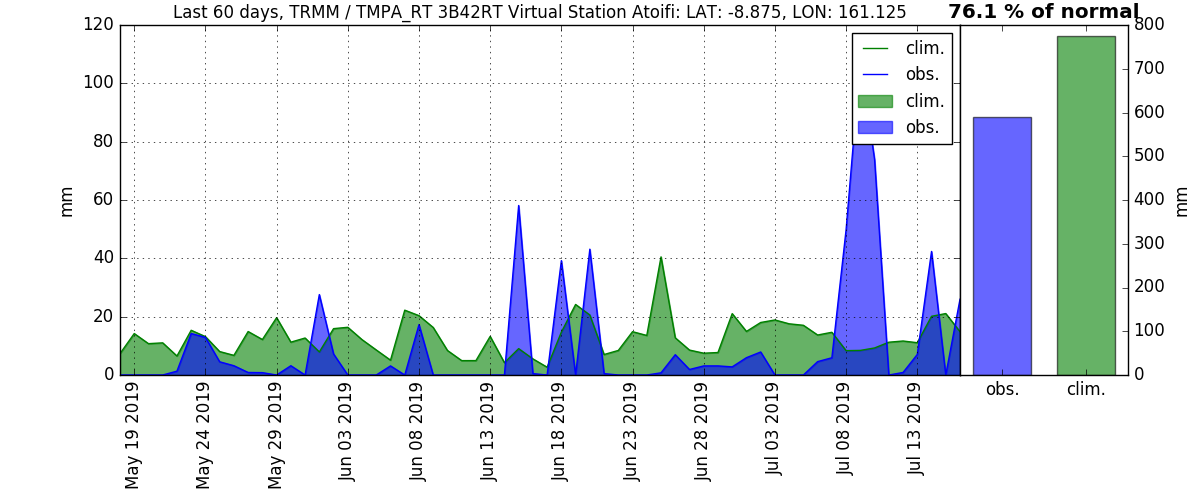 Last 60 days, TRMM / TMPA_RT 3B42RT Virtual Station Atoifi: LAT: -8.875, LON: 161.125
76.1 % of normal
120
100
80
60
40
20
0
mm
clim.
obs.
clim.
obs.
800
700
600
500
400
300
200
100
0
mm
May 19 2019
May 24 2019
May 29 2019
Jun 03 2019
Jun 08 2019
Jun 13 2019
Jun 18 2019
Jun 23 2019
Jun 28 2019
Jul 03 2019
Jul 08 2019
Jul 13 2019
obs.
clim.